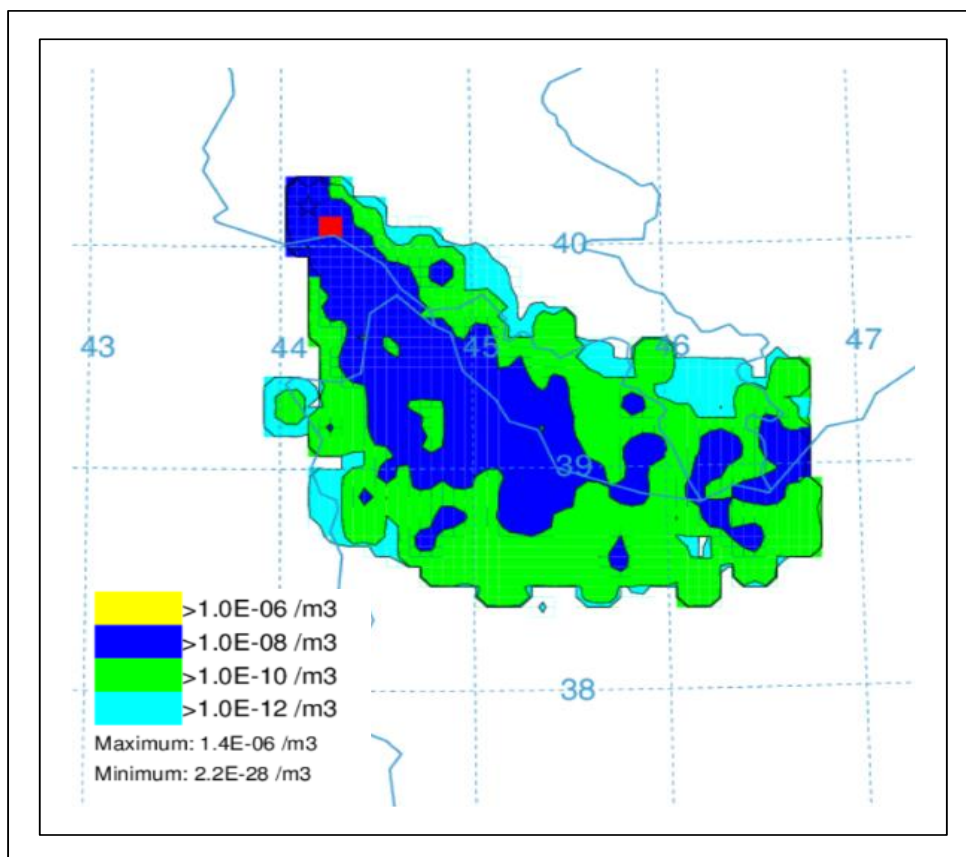 40
43
44
45
46
47
39
38
>1.0E-06 /m3
>1.0E-08 /m3
>1.0E-10 /m3
>1.0E-12 /m3
Maximum: 1.4E-06 /m3
Minimum: 2.2E-28 /m3